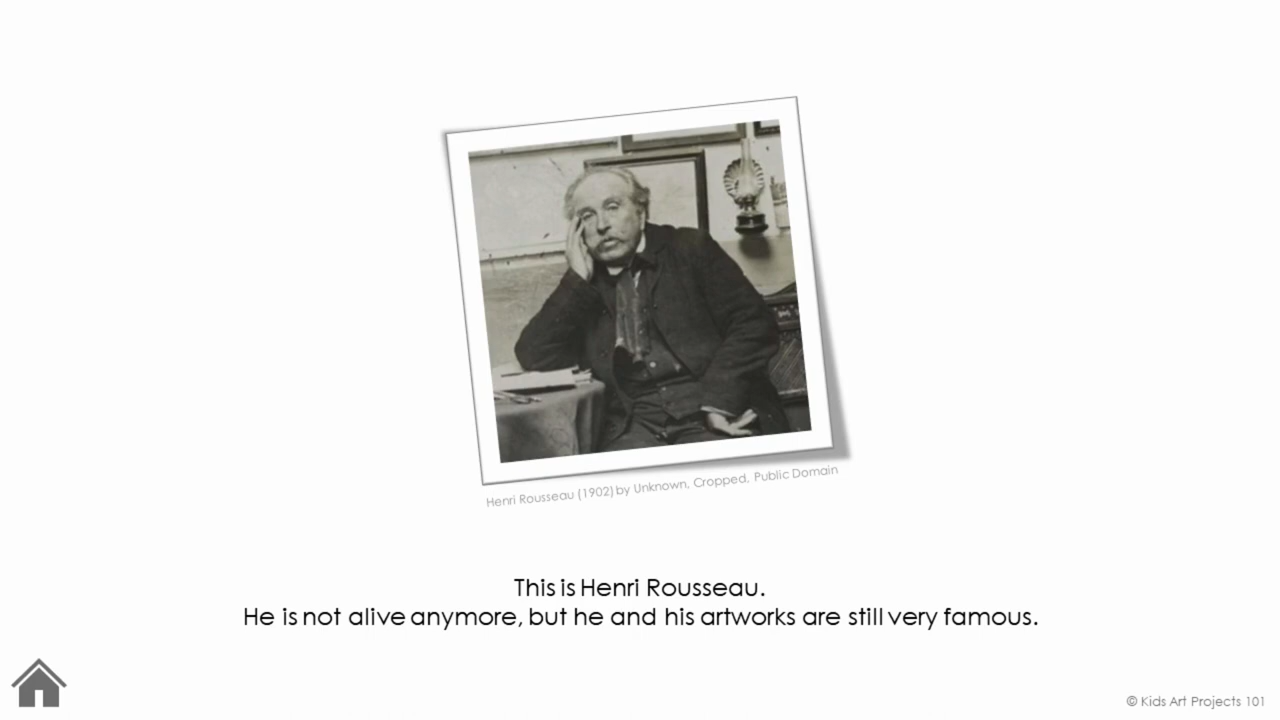 Henri Rousseau (1902) by Unknown, Cropped, Public Domain
This is Henri Rousseau.
He is not alive anymore, but he and his artworks are still very famous.
© Kids Art Projects 101